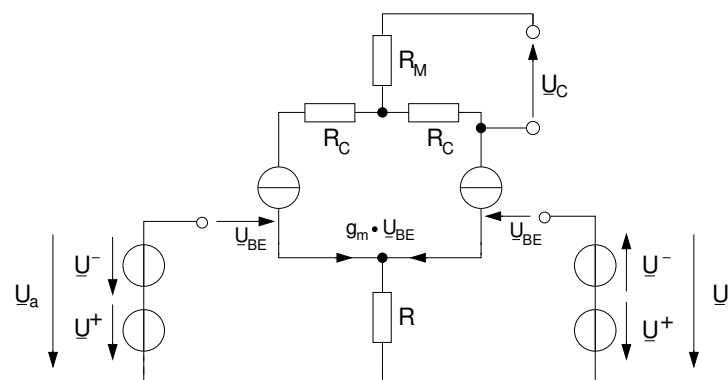 R_M
U_C
R_C R_C
U_BE g_m • U_BE U_BE
U⁻ U⁻
U_a U
U⁺ U⁺
R